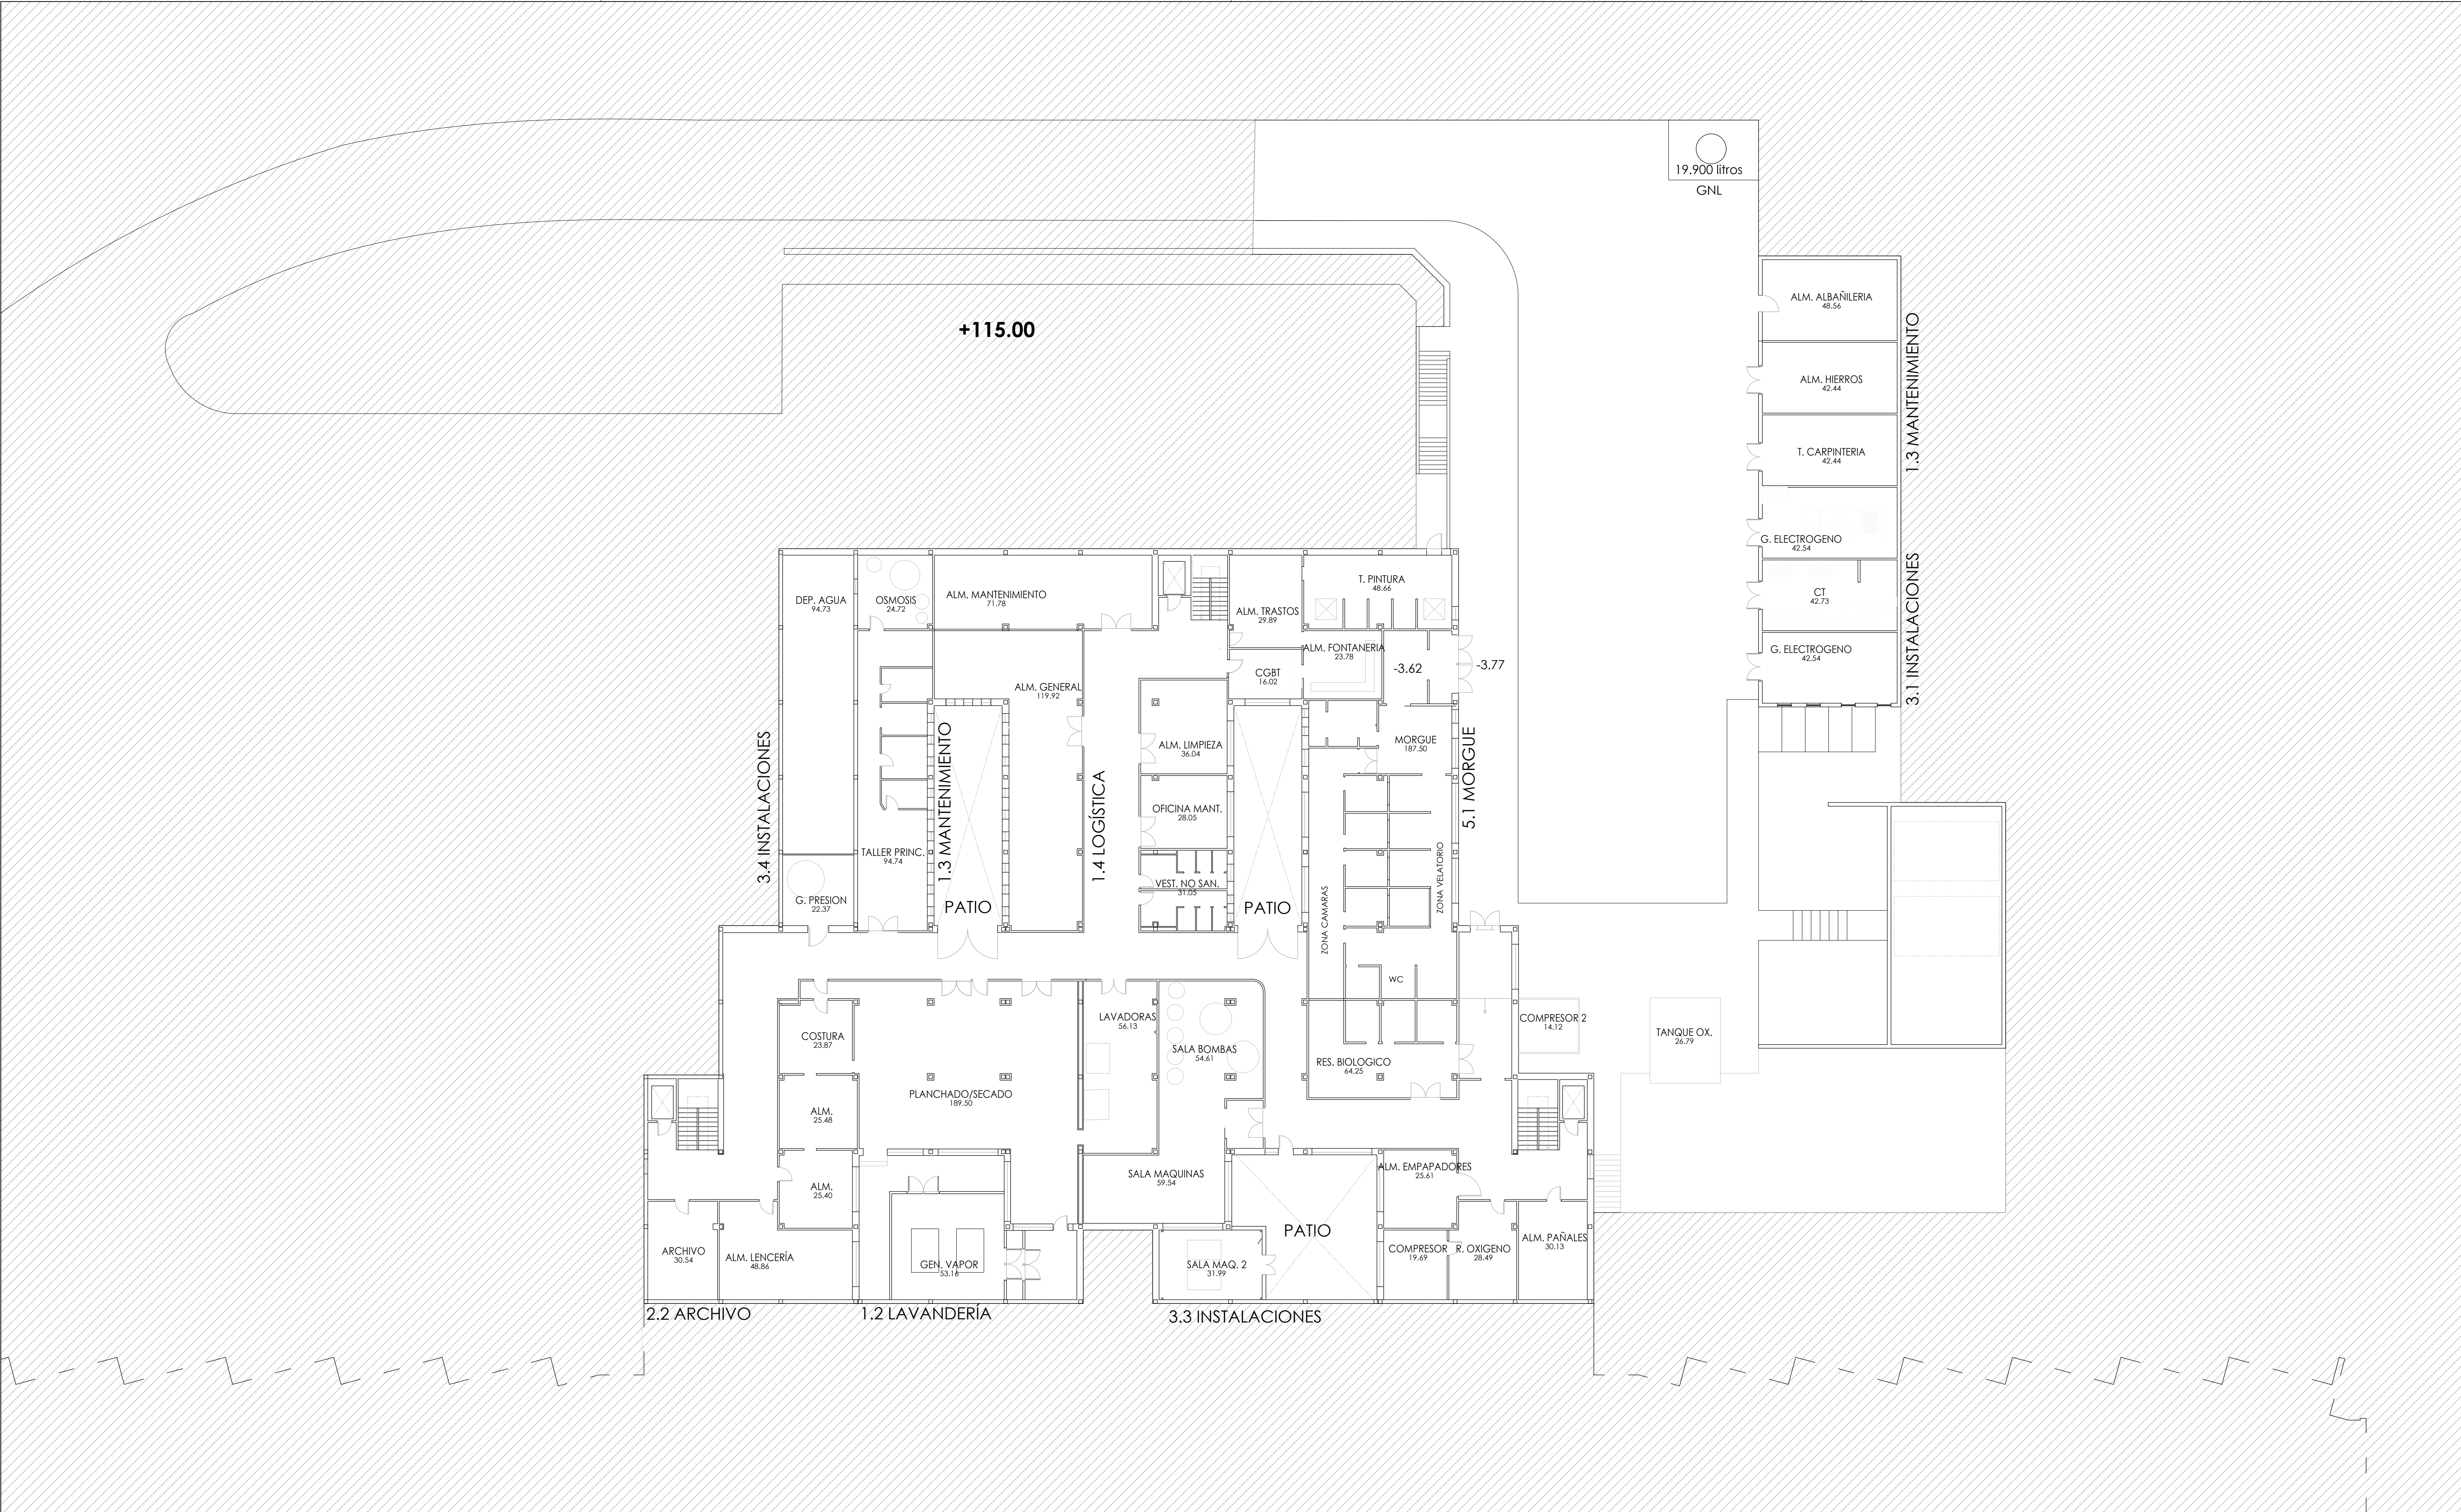 19.900 litros
GNL
ALM. ALBAÑILERIA
48.56
+115.00
1.3 MANTENIMIENTO
ALM. HIERROS
42.44
T. CARPINTERIA
42.44
G. ELECTROGENO
42.54
CT
42.73
3.1 INSTALACIONES
G. ELECTROGENO
42.54
DEP. AGUA
94.73
OSMOSIS
24.72
ALM. MANTENIMIENTO
71.78
ALM. TRASTOS
29.89
T. PINTURA
48.66
ALM. FONTANERIA
23.78
CGBT
16.02
-3.62
-3.77
ALM. GENERAL
119.92
ALM. LIMPIEZA
36.04
MORGUE
187.50
5.1 MORGUE
3.4 INSTALACIONES
1.3 MANTENIMIENTO
1.4 LOGÍSTICA
OFICINA MANT.
28.05
TALLER PRINC.
94.74
VEST. NO SAN.
31.05
G. PRESION
22.37
PATIO
PATIO
ZONA CAMARAS
ZONA VELATORIO
WC
LAVADORAS
56.13
SALA BOMBAS
54.61
COMPRESOR 2
14.12
TANQUE OX.
26.79
COSTURA
23.87
RES. BIOLOGICO
64.25
PLANCHADO/SECADO
189.50
ALM.
25.48
ALM.
25.40
SALA MAQUINAS
59.54
ALM. EMPAPADORES
25.61
PATIO
ARCHIVO
30.54
ALM. LENCERÍA
48.86
GEN. VAPOR
53.16
SALA MAQ. 2
31.99
COMPRESOR
19.69
R. OXIGENO
28.49
ALM. PAÑALES
30.13
2.2 ARCHIVO
1.2 LAVANDERÍA
3.3 INSTALACIONES